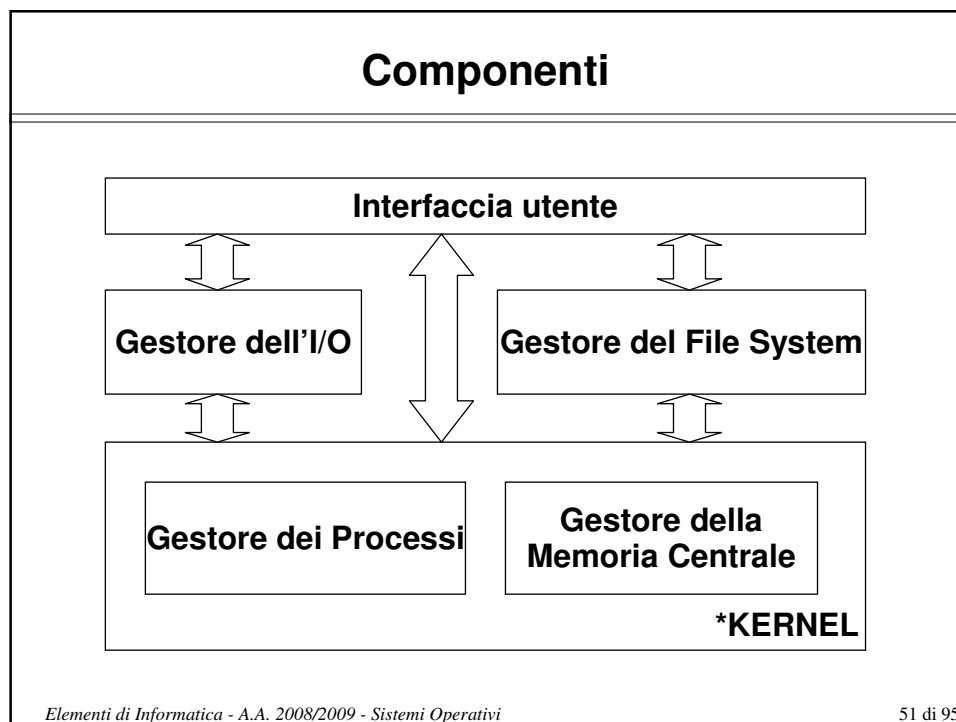 Componenti
Interfaccia utente
Gestore dell'I/O
Gestore del File System
Gestore dei Processi
Gestore della
Memoria Centrale
*KERNEL
Elementi di Informatica - A.A. 2008/2009 - Sistemi Operativi
51 di 95